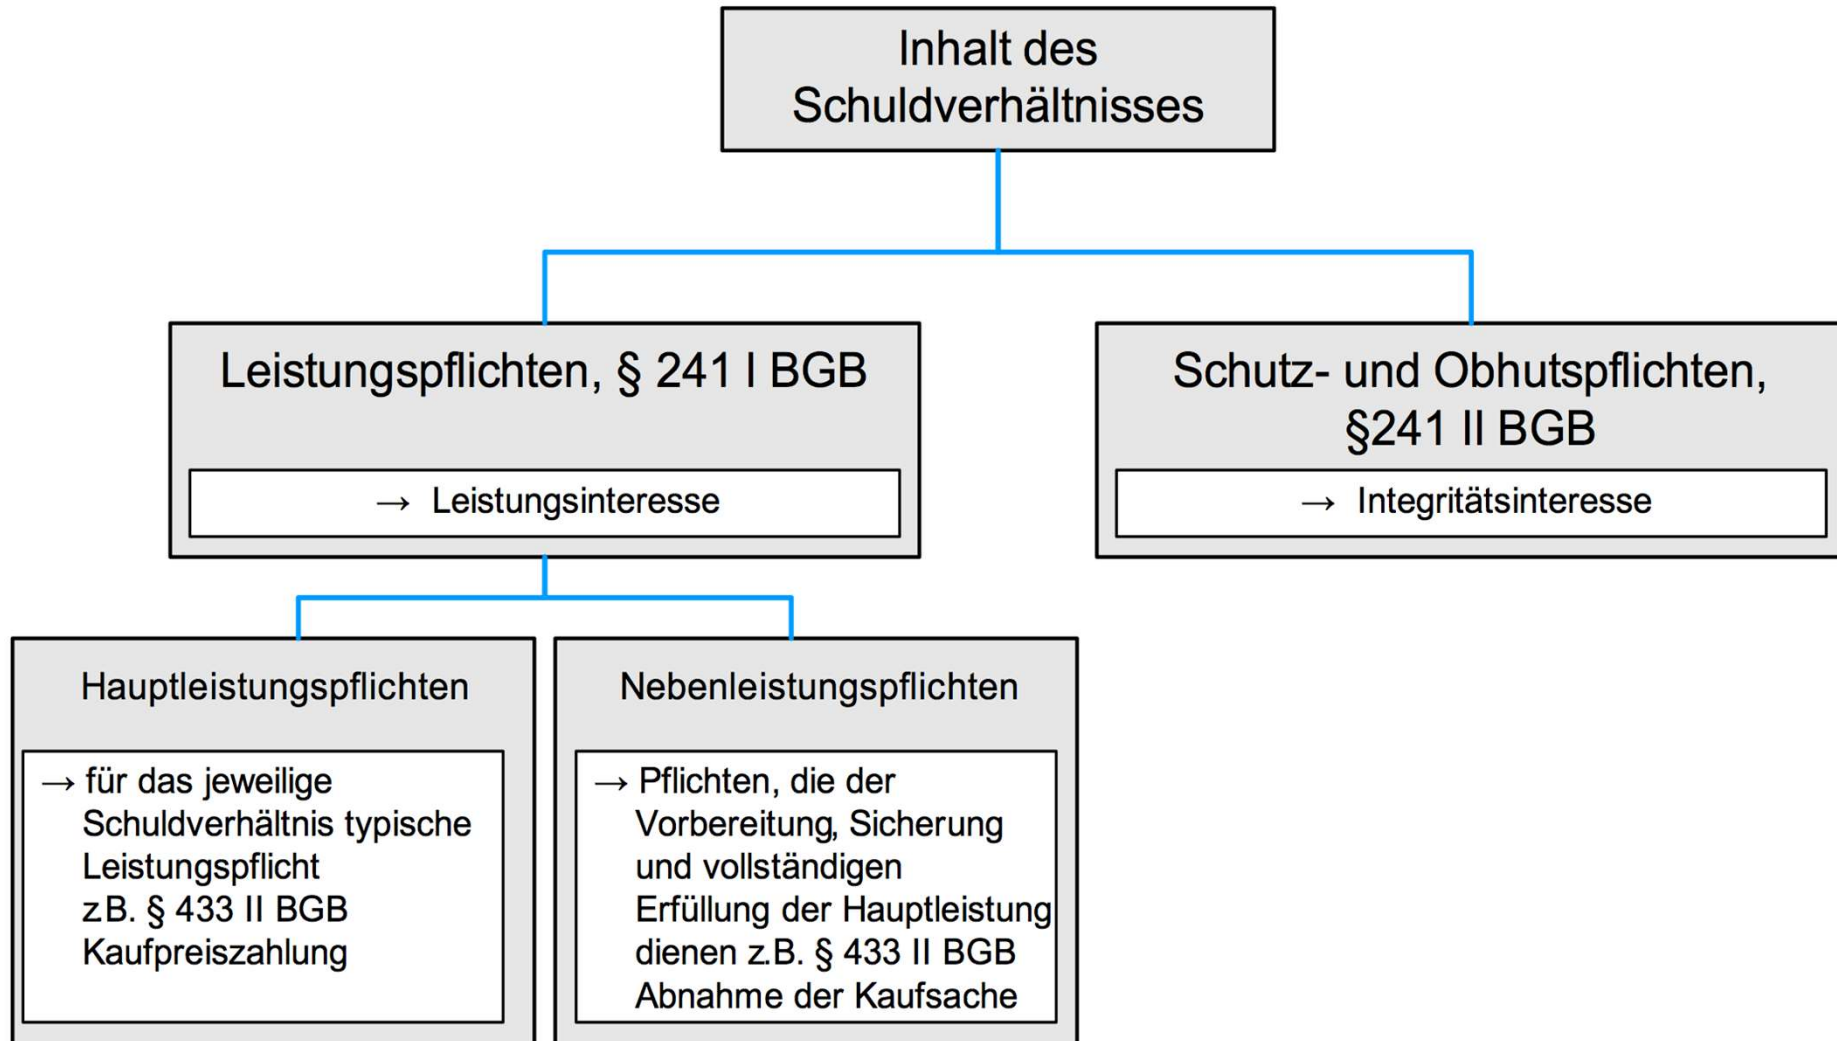 Inhalt des
Schuldverhältnisses
Leistungspflichten, § 241 I BGB
→ Leistungsinteresse
Schutz- und Obhutspflichten,
§241 II BGB
→ Integritätsinteresse
Hauptleistungspflichten
→ für das jeweilige
Schuldverhältnis typische
Leistungspflicht
z.B. § 433 II BGB
Kaufpreiszahlung
Nebenleistungspflichten
→ Pflichten, die der
Vorbereitung, Sicherung
und vollständigen
Erfüllung der Hauptleistung
dienen z.B. § 433 II BGB
Abnahme der Kaufsache